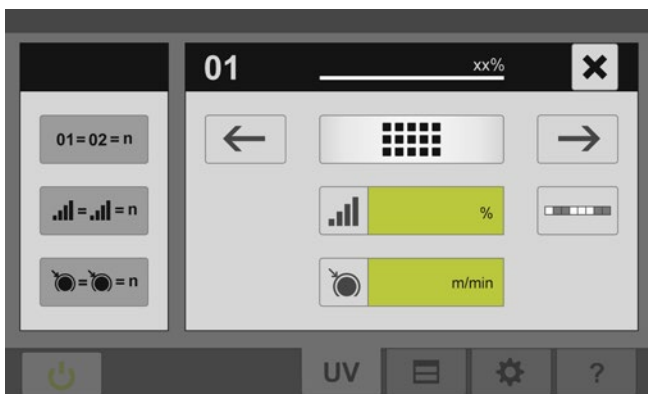 01 xx%
01=02=n
= = n
%
= = n
m/min
UV ?